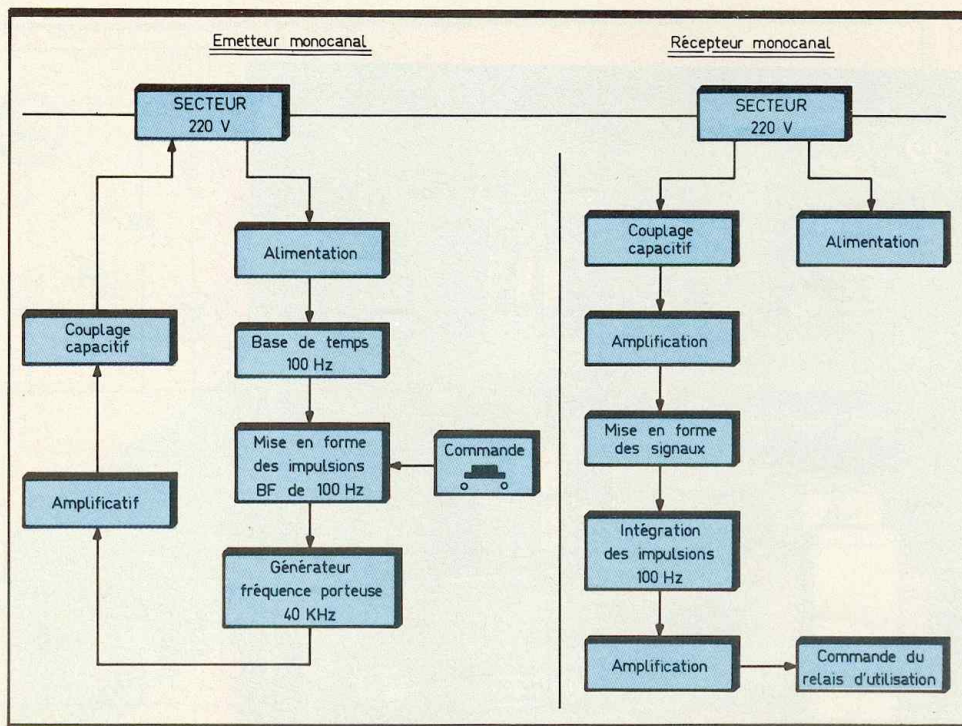 Emetteur monocanal
SECTEUR
220 V
Alimentation
Base de temps
100 Hz
Mise en forme
des impulsions
BF de 100 Hz
Commande
Générateur
fréquence porteuse
40 KHz
Amplificatif
Couplage
capacitif
Récepteur monocanal
SECTEUR
220 V
Couplage
capacitif
Alimentation
Amplification
Mise en forme
des signaux
Intégration
des impulsions
100 Hz
Amplification
Commande du
relais d'utilisation